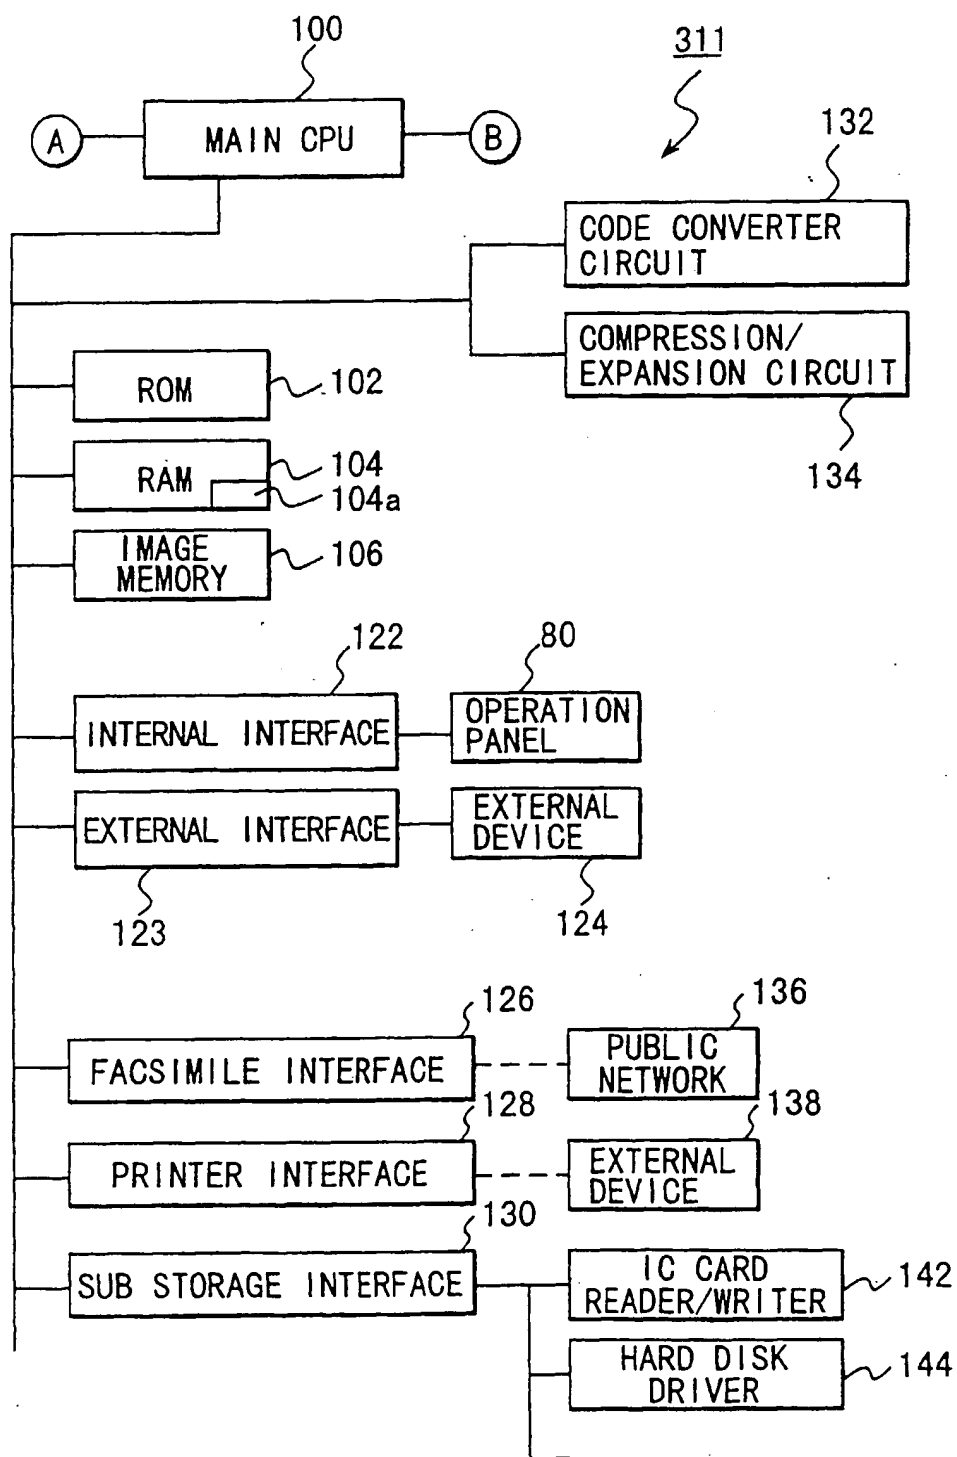 100
311
A
MAIN CPU
B
132
CODE CONVERTER
CIRCUIT
COMPRESSION/
EXPANSION CIRCUIT
134
ROM
102
RAM
104
104a
IMAGE
MEMORY
106
122
80
INTERNAL INTERFACE
OPERATION
PANEL
EXTERNAL INTERFACE
EXTERNAL
DEVICE
123
124
126
136
FACSIMILE INTERFACE
PUBLIC
NETWORK
128
138
PRINTER INTERFACE
EXTERNAL
DEVICE
130
SUB STORAGE INTERFACE
IC CARD
READER/WRITER
142
HARD DISK
DRIVER
144